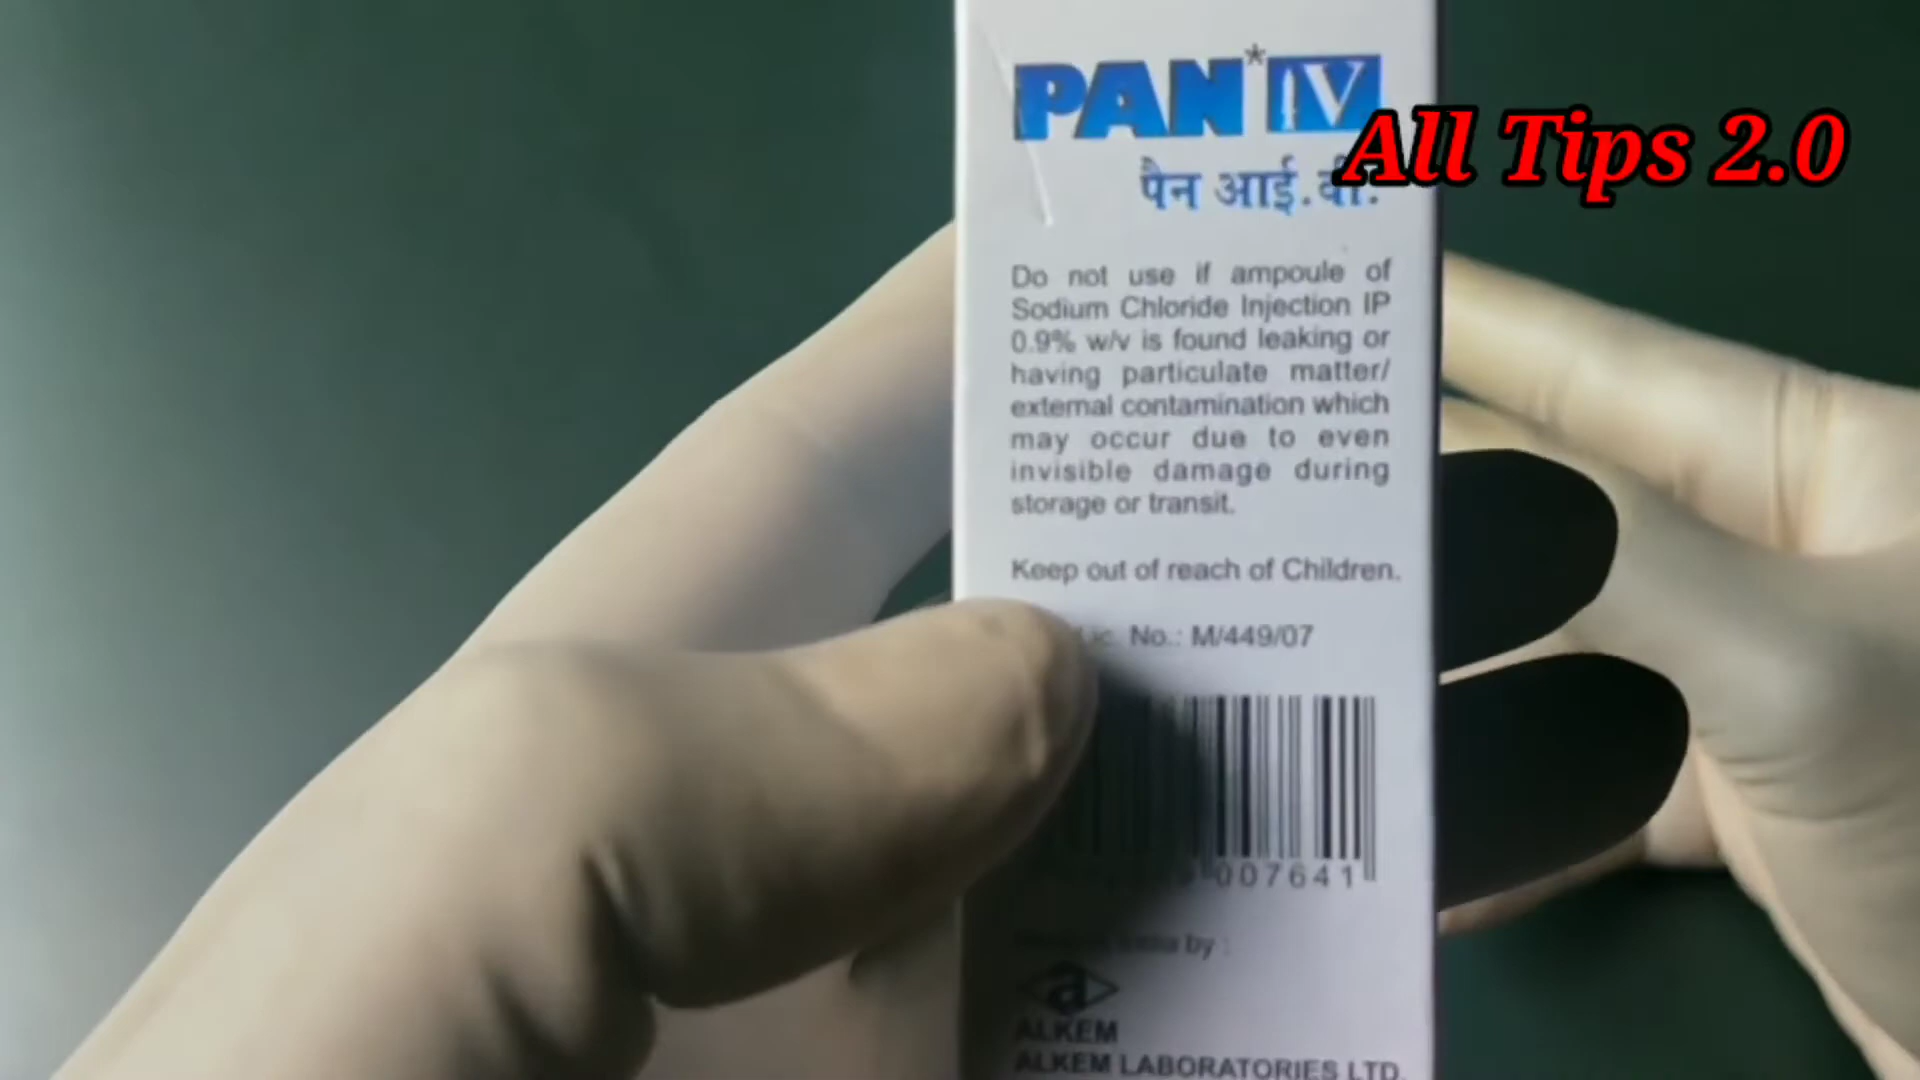 PAN* IV
All Tips 2.0
पैन आई.वी.
Do not use if ampoule of
Sodium Chloride Injection IP
0.9% w/v is found leaking or
having particulate matter/
external contamination which
may occur due to even
invisible damage during
storage or transit.
Keep out of reach of Children.
No.: M/449/07
007641
by :
a
ALKEM
ALKEM LABORATORIES LTD.